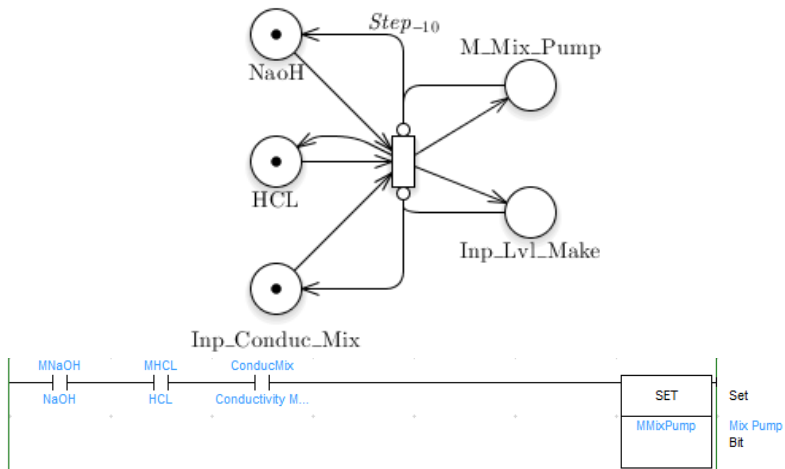 Step_10
M_Mix_Pump
NaoH
HCL
Inp_Lvl_Make
Inp_Conduc_Mix
MNaOH MHCL ConducMix
NaOH HCL Conductivity M...
SET Set
MMixPump Mix Pump
Bit